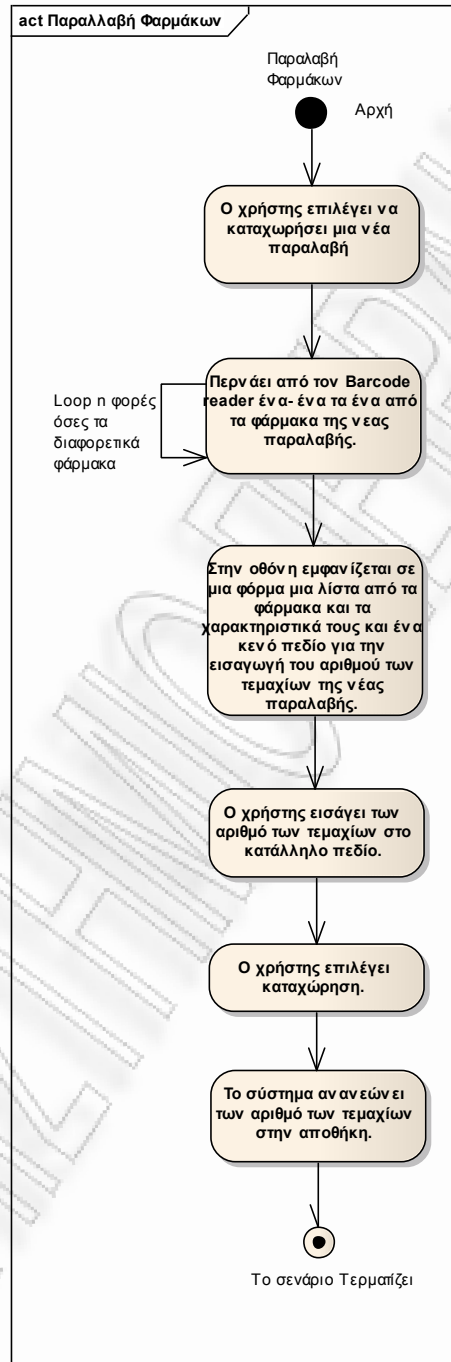 act Παραλλαβή Φαρμάκων
Παραλαβή
Φαρμάκων
Αρχή
Ο χρήστης επιλέγει να
καταχωρήσει μια νέα
παραλαβή
Περνάει από τον Barcode
reader ένα- ένα τα ένα από
τα φάρμακα της νεας
παραλαβής.
Loop n φορές
όσες τα
διαφορετικά
φάρμακα
Στην οθόνη εμφανίζεται σε
μια φόρμα μια λίστα από τα
φάρμακα και τα
χαρακτηριστικά τους και ένα
κενό πεδίο για την
εισαγωγή του αριθμού των
τεμαχίων της νέας
παραλαβής.
Ο χρήστης εισάγει των
αριθμό των τεμαχίων στο
κατάλληλο πεδίο.
Ο χρήστης επιλέγει
καταχώρηση.
Το σύστημα ανανεώνει
των αριθμό των τεμαχίων
στην αποθήκη.
Το σενάριο Τερματίζει